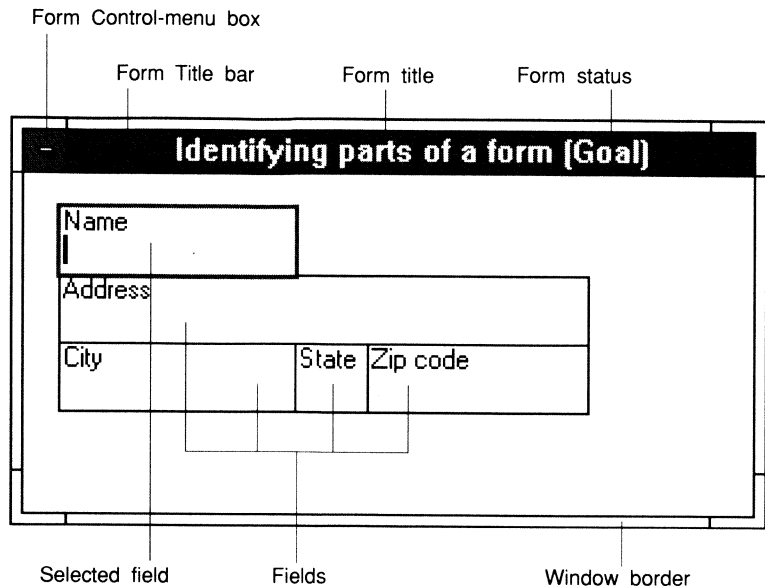 Form Control-menu box
Form Title bar
Form title
Form status
- Identifying parts of a form (Goal)
Name
Address
City
State
Zip code
Selected field
Fields
Window border